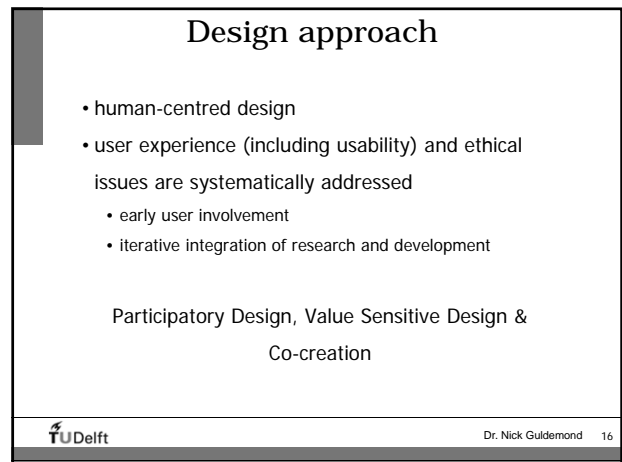 Design approach
• human-centred design
• user experience (including usability) and ethical
issues are systematically addressed
• early user involvement
• iterative integration of research and development
Participatory Design, Value Sensitive Design &
Co-creation
TUDelft
Dr. Nick Guldemond 16